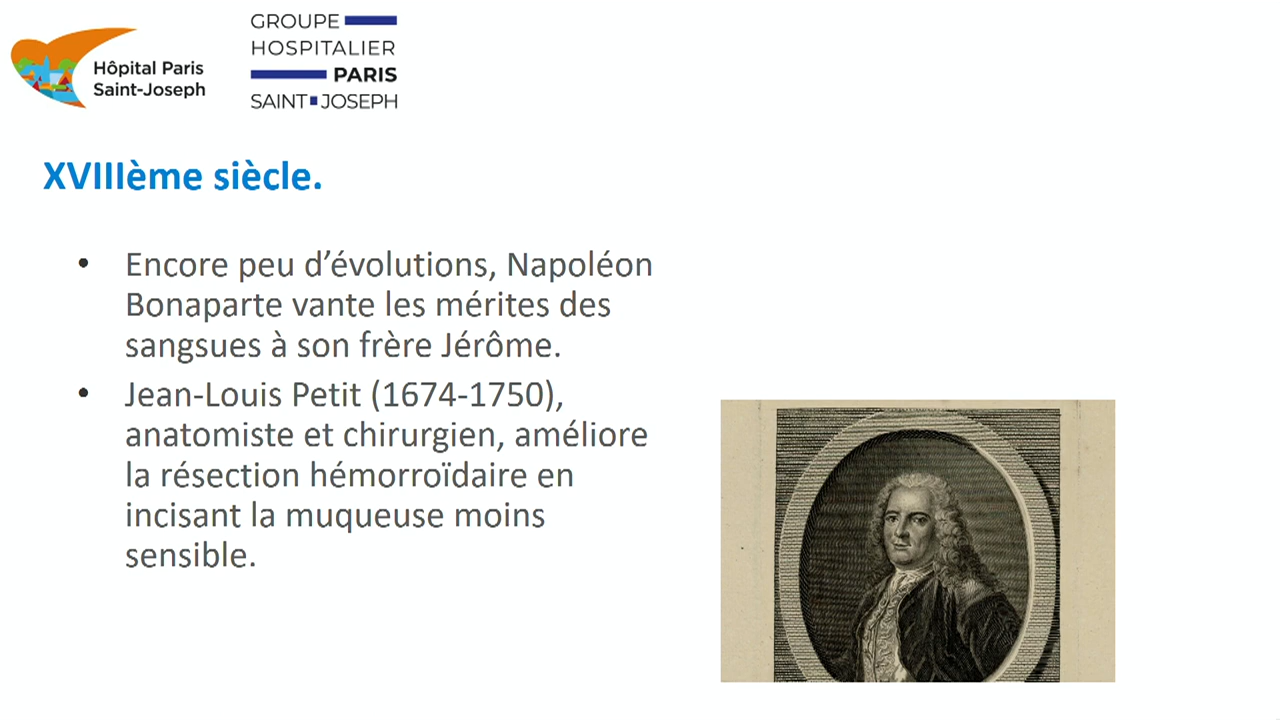 Hôpital Paris
Saint-Joseph
GROUPE
HOSPITALIER
PARIS
SAINT JOSEPH
XVIIIème siècle.
• Encore peu d’évolutions, Napoléon
Bonaparte vante les mérites des
sangsues à son frère Jérôme.
• Jean-Louis Petit (1674-1750),
anatomiste et chirurgien, améliore
la résection hémorroïdaire en
incisant la muqueuse moins
sensible.